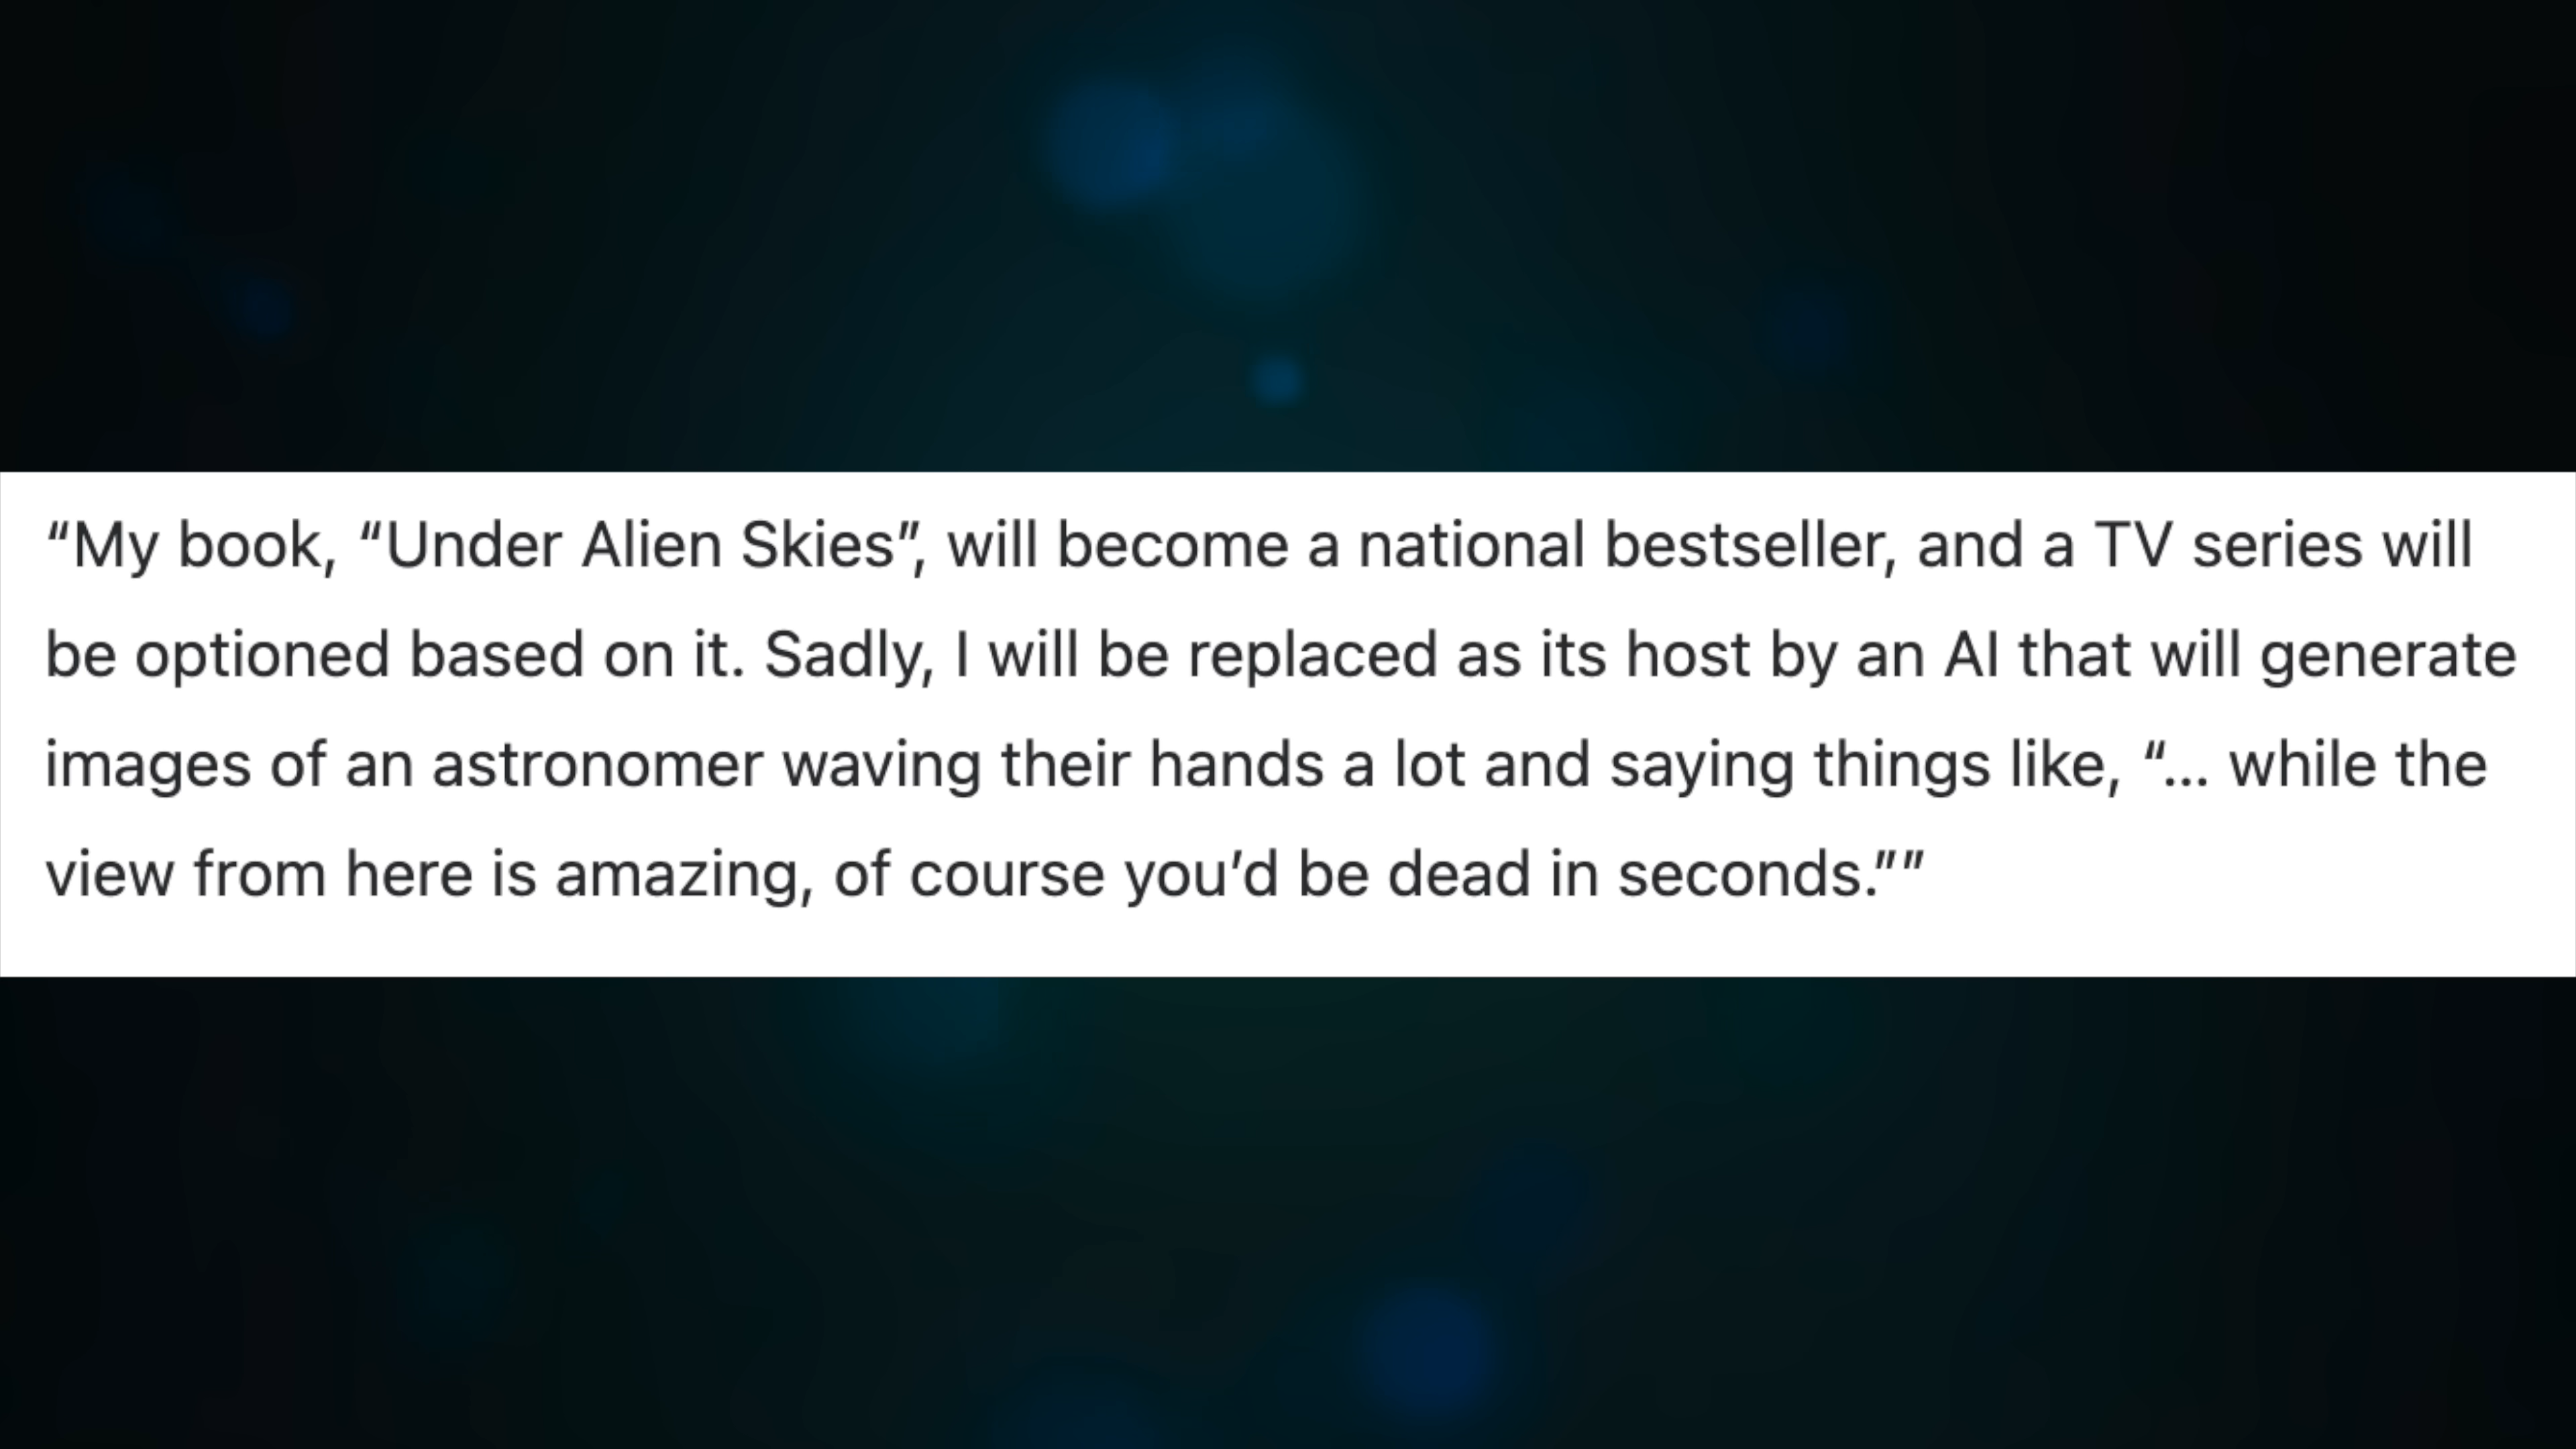 “My book, “Under Alien Skies”, will become a national bestseller, and a TV series will
be optioned based on it. Sadly, I will be replaced as its host by an AI that will generate
images of an astronomer waving their hands a lot and saying things like, “... while the
view from here is amazing, of course you’d be dead in seconds.””